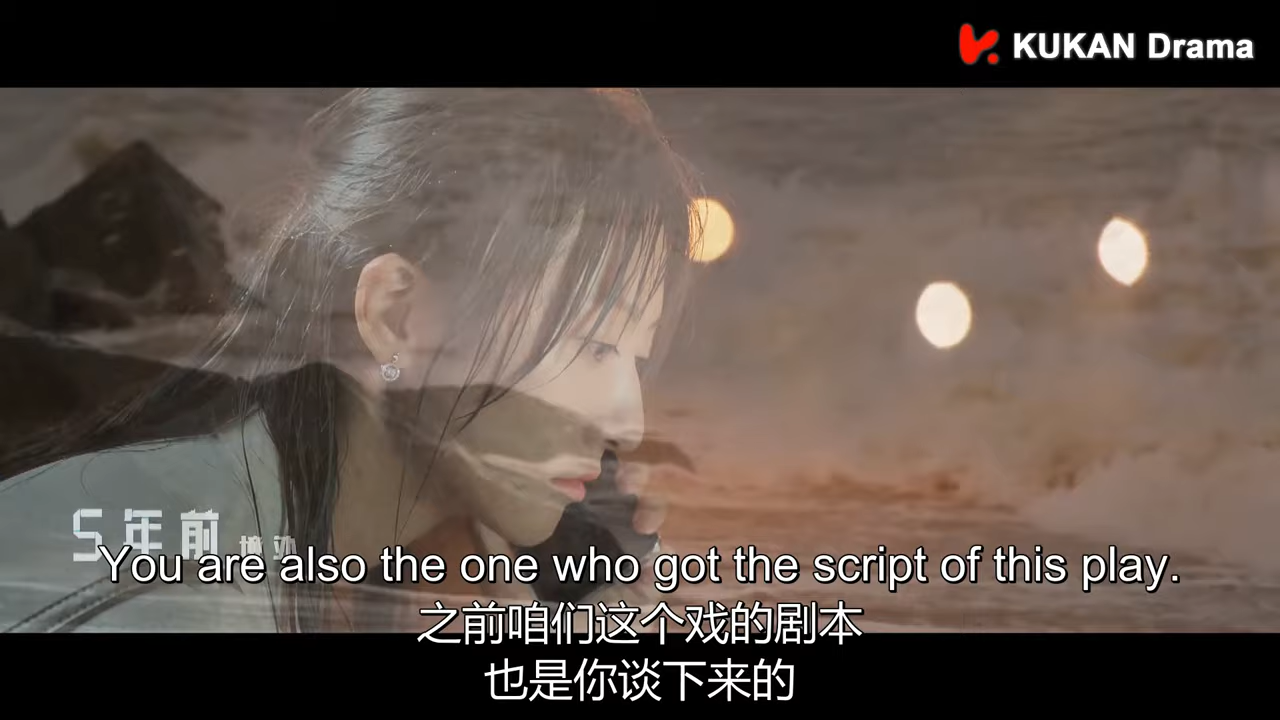 KUKAN Drama
5年前
You are also the one who got the script of this play.
之前咱们这个戏的剧本
也是你谈下来的